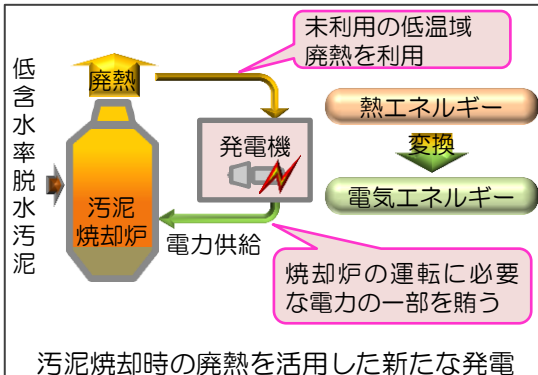 未利用の低温域
廃熱を利用
低含水率脱水汚泥
廃熱
発電機
熱エネルギー
変換
電気エネルギー
汚泥
焼却炉
電力供給
焼却炉の運転に必要
な電力の一部を賄う
汚泥焼却時の廃熱を活用した新たな発電